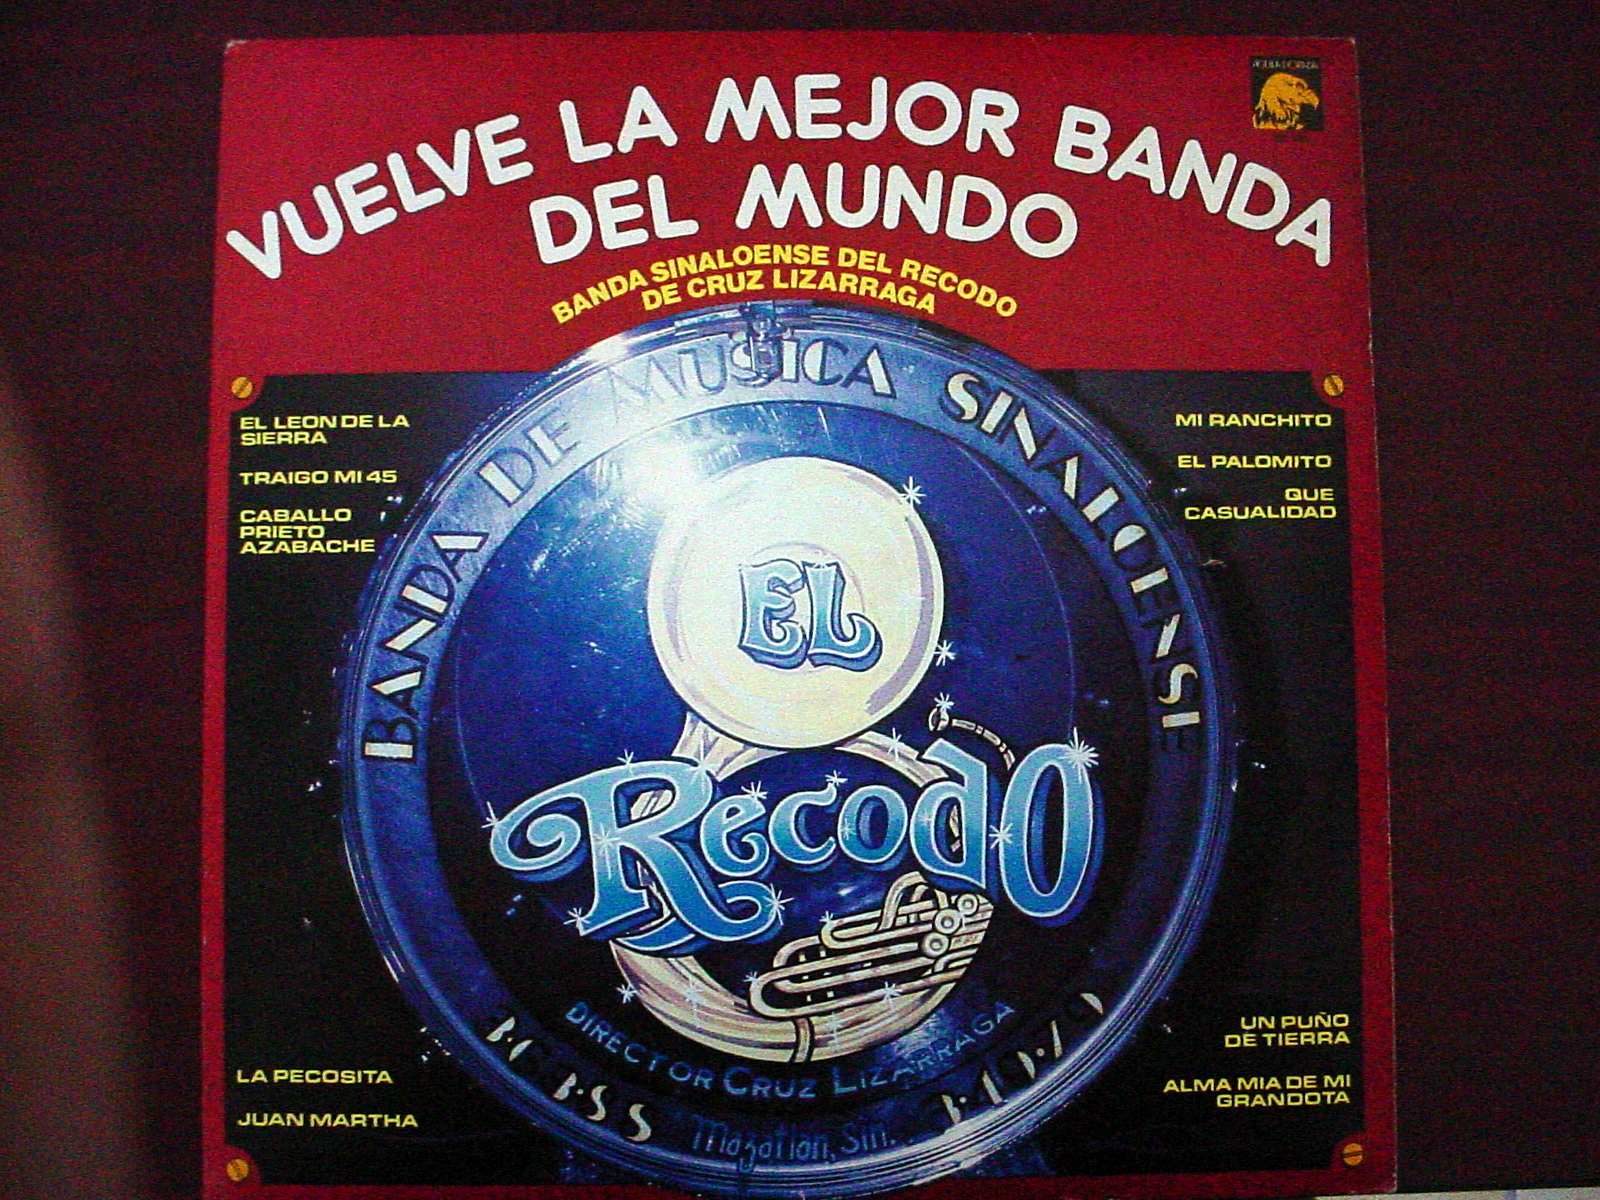 VUELVE LA MEJOR BANDA
DEL MUNDO
BANDA SINALOENSE DEL RECODO
DE CRUZ LIZARRAGA
BANDA DE MUSICA SINALOENSE
EL LEON DE LA
SIERRA
TRAIGO MI 45
CABALLO
PRIETO
AZABACHE
MI RANCHITO
EL PALOMITO
QUE
CASUALIDAD
EL
RECODO
DIRECTOR CRUZ LIZARRAGA
Mazatlán, Sin.
LA PECOSITA
JUAN MARTHA
UN PUÑO
DE TIERRA
ALMA MIA DE MI
GRANDOTA